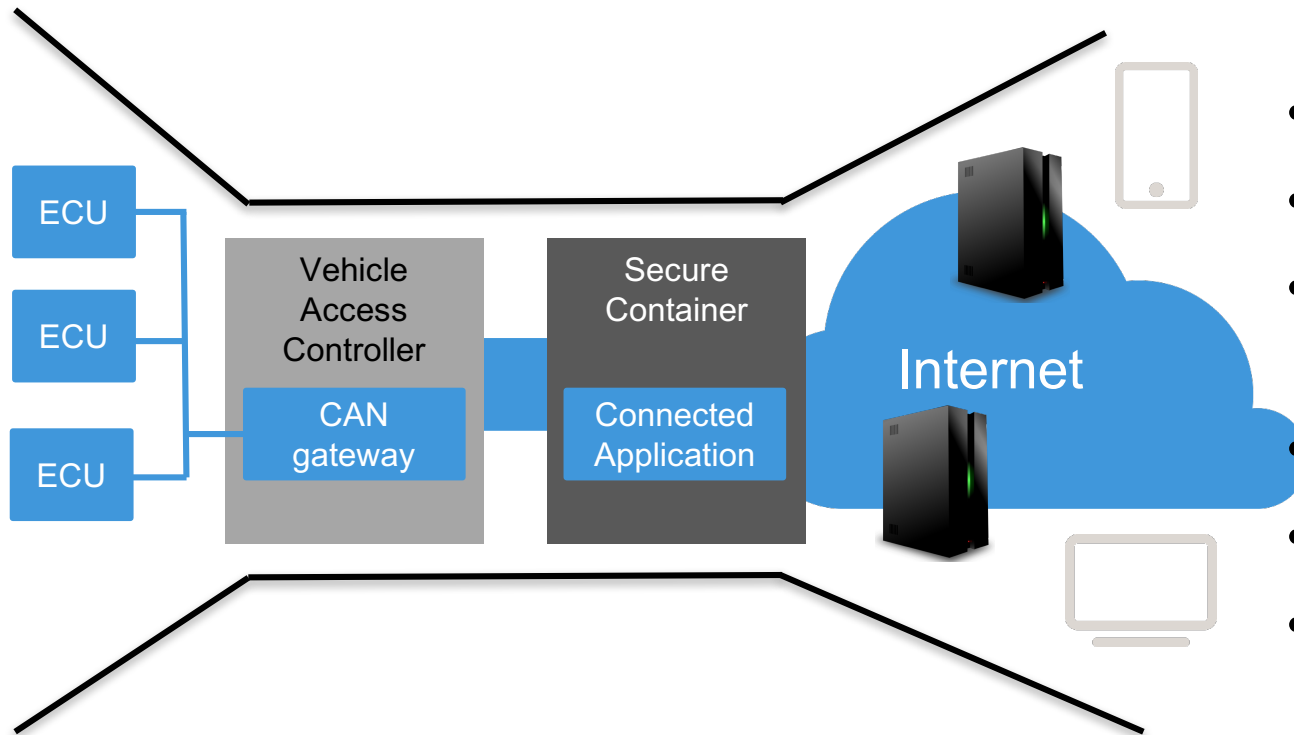 ECU
ECU
ECU
Vehicle
Access
Controller
CAN
gateway
Secure
Container
Connected
Application
Internet